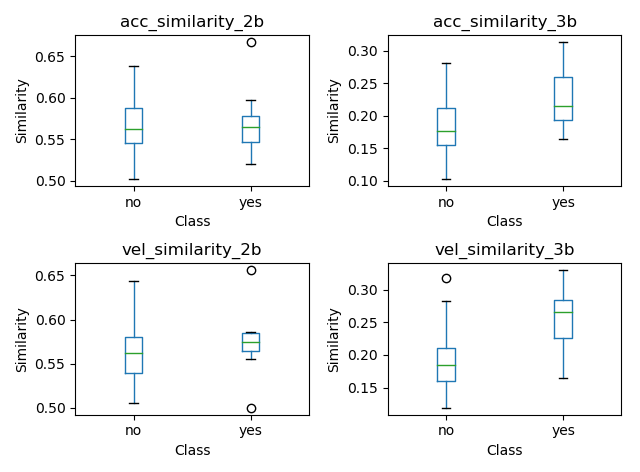 acc_similarity_2b
Similarity
0.65
0.60
0.55
0.50
no yes
Class
acc_similarity_3b
Similarity
0.30
0.25
0.20
0.15
0.10
no yes
Class
vel_similarity_2b
Similarity
0.65
0.60
0.55
0.50
no yes
Class
vel_similarity_3b
Similarity
0.30
0.25
0.20
0.15
no yes
Class